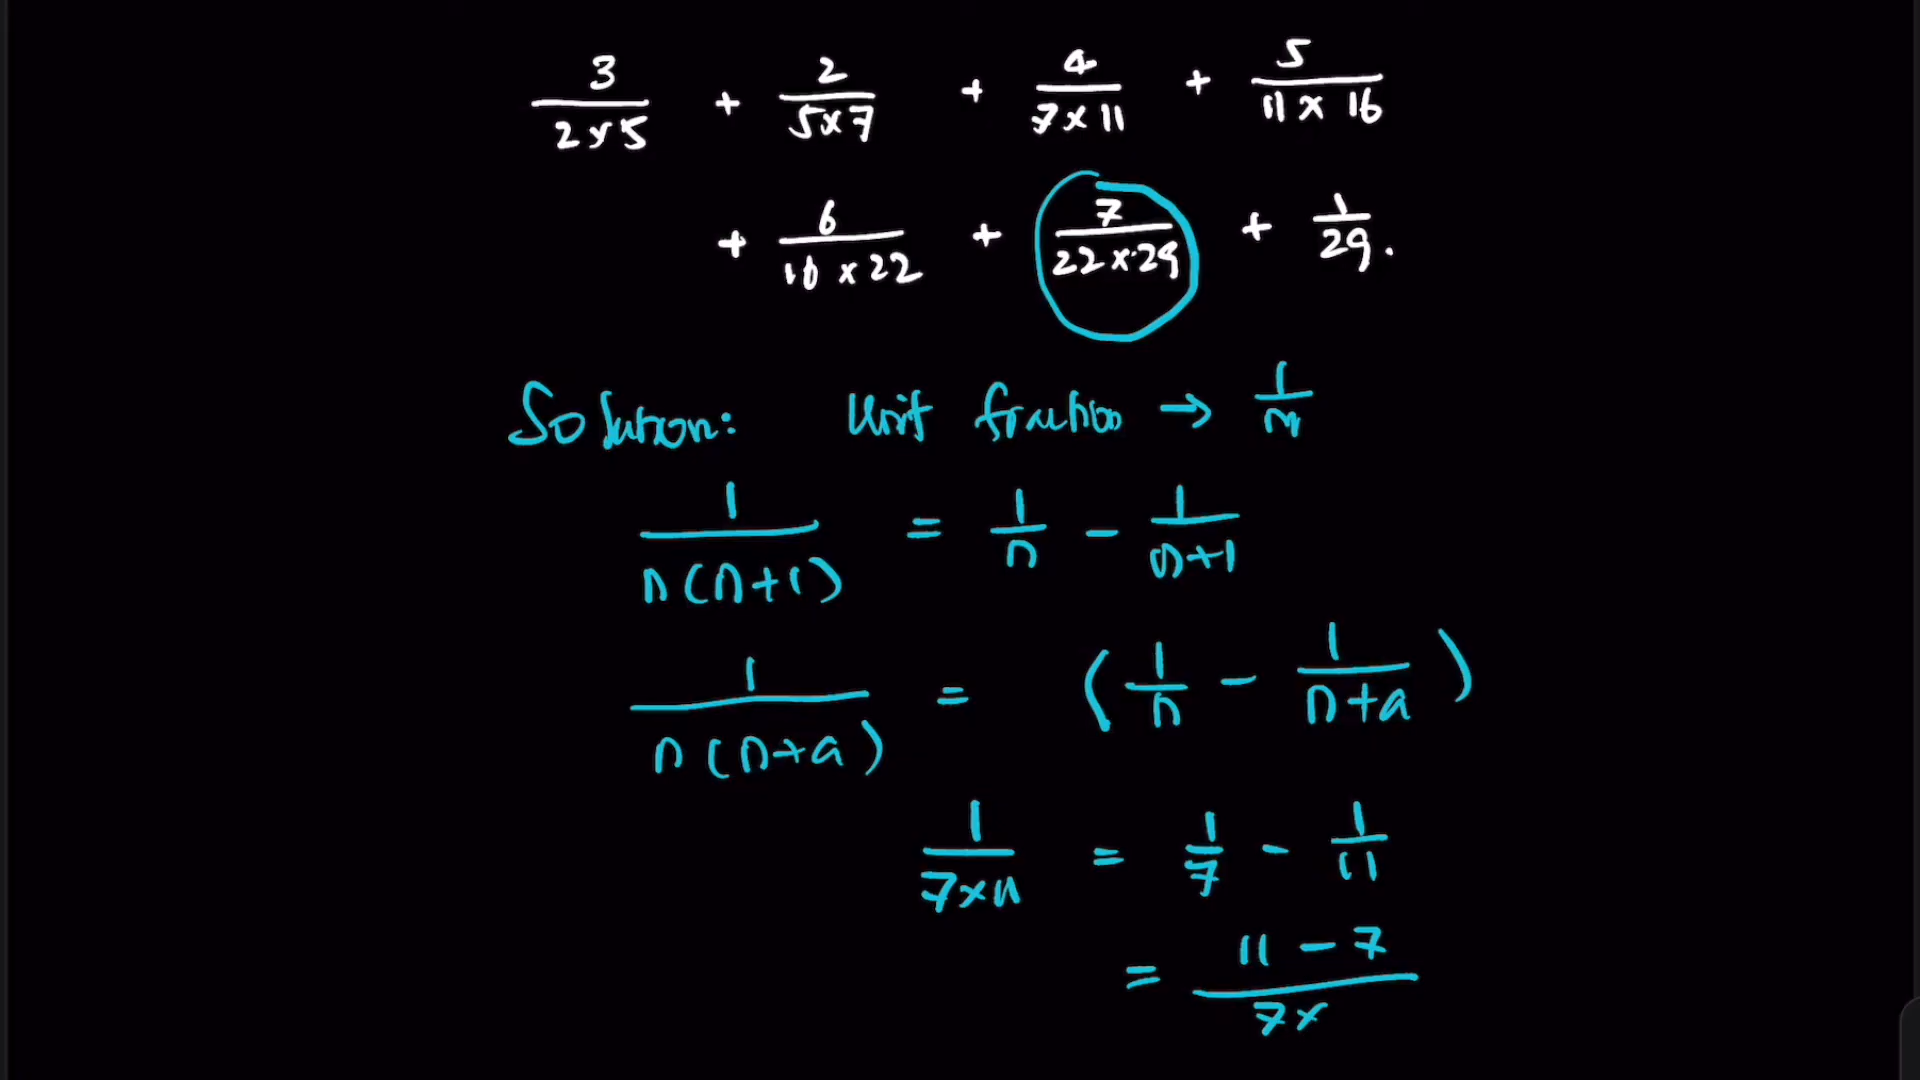 3/(2×5) + 2/(5×7) + 4/(7×11) + 5/(11×16)
+ 6/(16×22) + 7/(22×29) + 1/29.
Solution: Unit fraction → 1/n
1/(n(n+1)) = 1/n − 1/(n+1)
1/(n(n+a)) = (1/n − 1/(n+a))
1/(7×11) = 1/7 − 1/11
= (11−7)/(7×